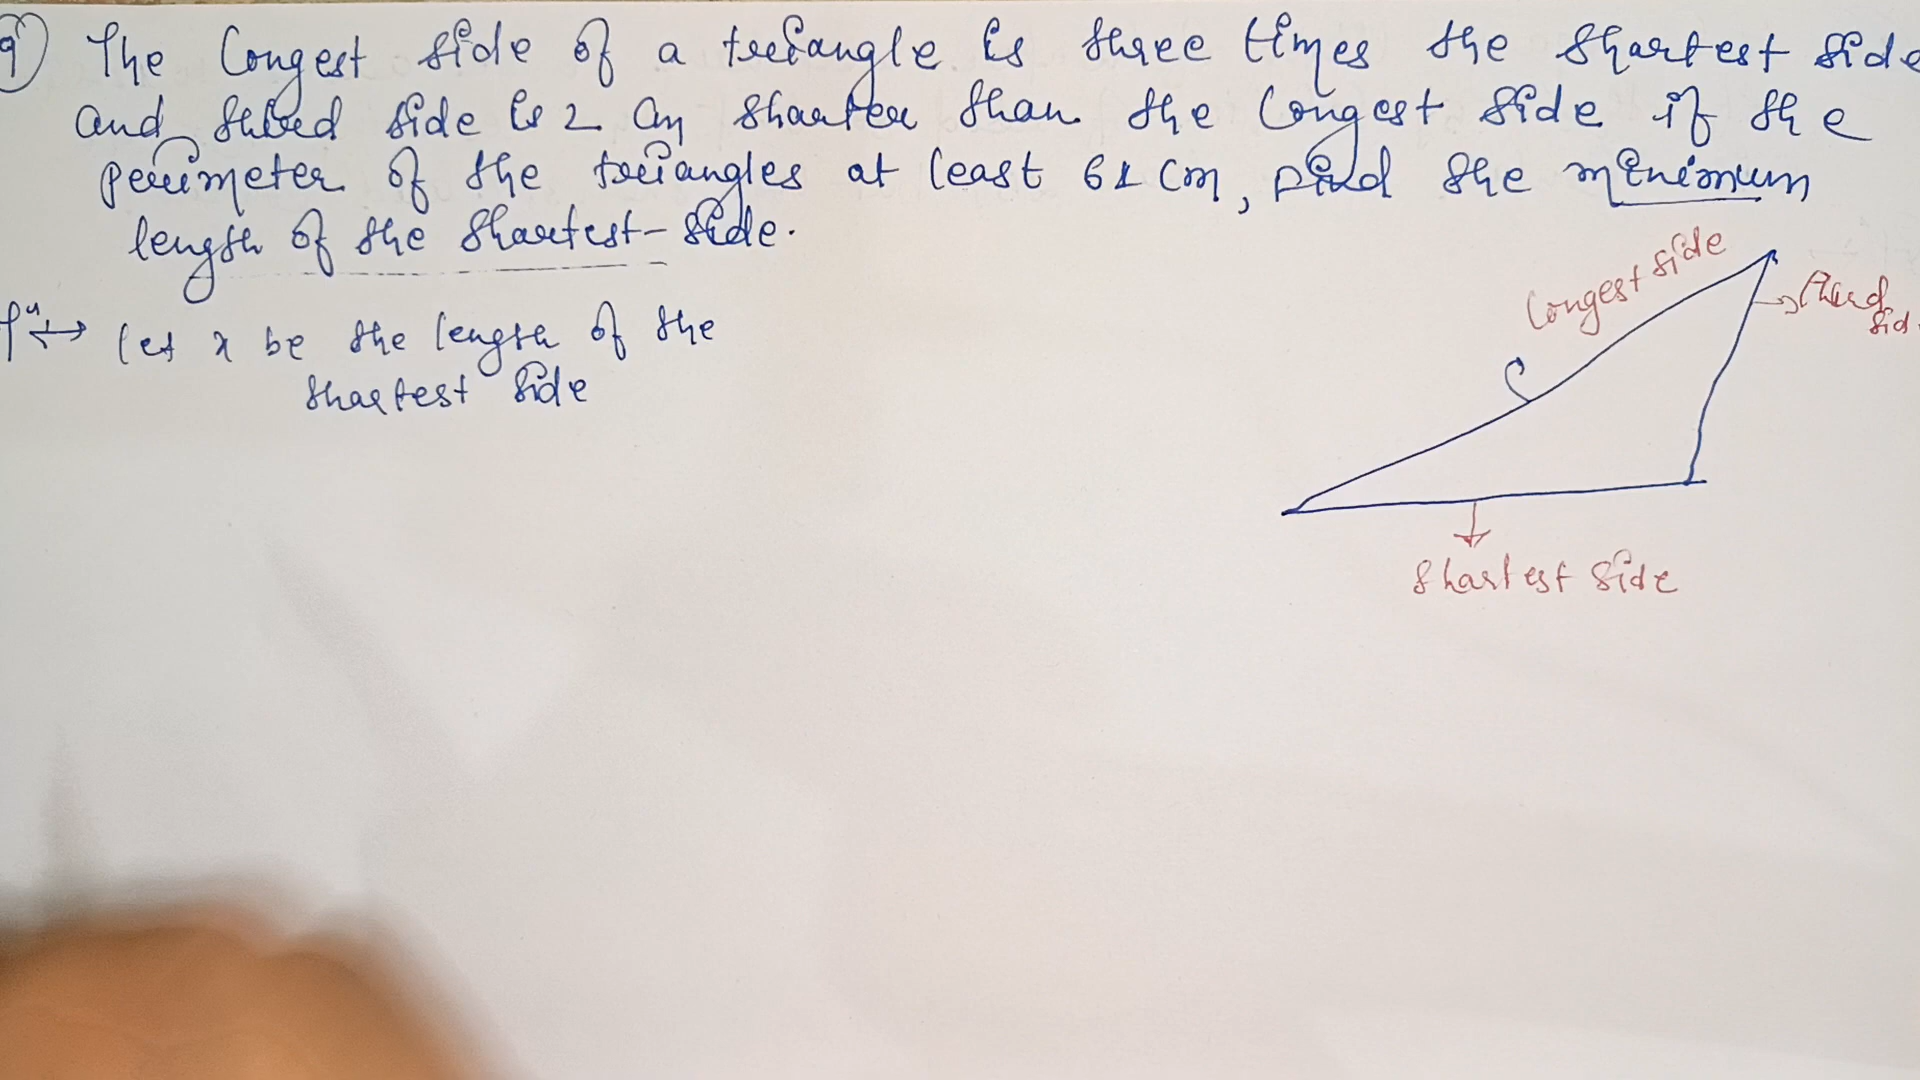 9) The longest side of a triangle is three times the shortest side
and third side is 2 cm shorter than the longest side if the
perimeter of the triangles at least 61 cm, find the minimum
length of the shortest side.
let x be the length of the
shortest side
longest side
third
side
shortest side